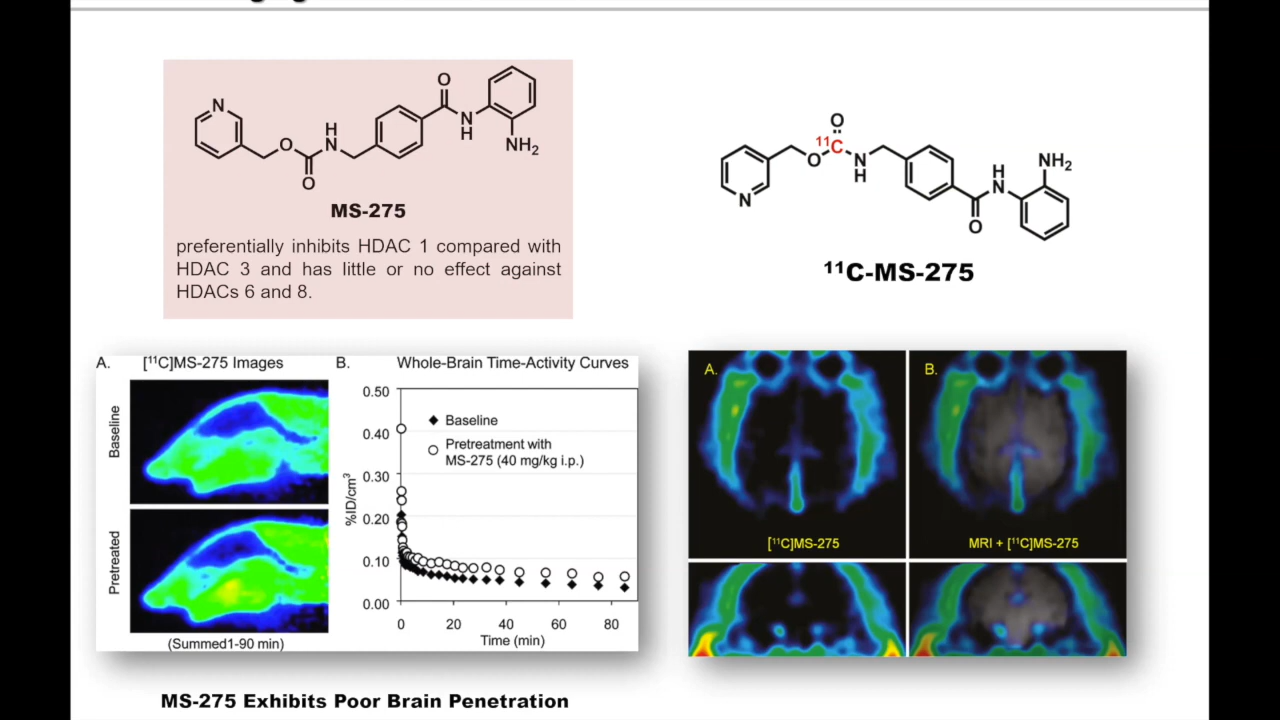 O
N
H
N
O
N
H
NH₂
O
MS-275
preferentially inhibits HDAC 1 compared with
HDAC 3 and has little or no effect against
HDACs 6 and 8.
O
¹¹C
O
N
H
N
H
N
O
NH₂
¹¹C-MS-275
A.
[¹¹C]MS-275 Images
Baseline
Pretreated
(Summed1-90 min)
B.
Whole-Brain Time-Activity Curves
%ID/cm³
0.50
0.40
0.30
0.20
0.10
0.00
Baseline
Pretreatment with
MS-275 (40 mg/kg i.p.)
0 20 40 60 80
Time (min)
A.
[¹¹C]MS-275
B.
MRI + [¹¹C]MS-275
MS-275 Exhibits Poor Brain Penetration